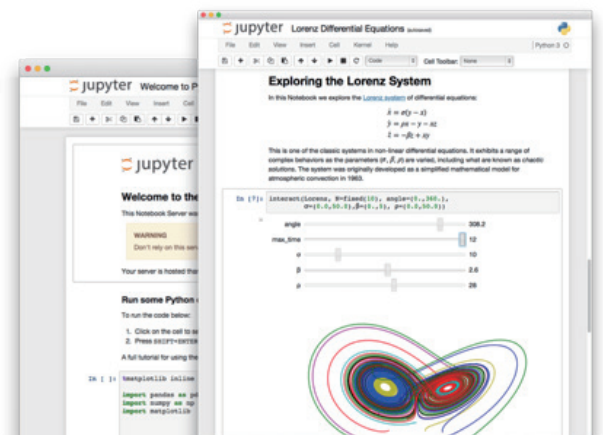 jupyter Welcome to P
File Edit View Insert Cell
jupyter
Welcome to the
This Notebook Server was
WARNING
Don't rely on this serv
Your server is hosted than
Run some Python
To run the code below:
1. Click on the cell to se
2. Press SHIFT+ENTER
A full tutorial for using the
In [ ]: %matplotlib inline
import pandas as pd
import numpy as np
import matplotlib
jupyter Lorenz Differential Equations
File Edit View Insert Cell Kernel Help Python 3
Code Cell Toolbar: None
Exploring the Lorenz System
In this Notebook we explore the Lorenz system of differential equations:
ẋ = σ(y − x)
ẏ = ρx − y − xz
ż = −βz + xy
This is one of the classic systems in non-linear differential equations. It exhibits a range of
complex behaviors as the parameters (σ, β, ρ) are varied, including what are known as chaotic
solutions. The system was originally developed as a simplified mathematical model for
atmospheric convection in 1963.
In [7]: interact(Lorenz, N=fixed(10), angle=(0.,360.),
σ=(0.0,50.0),β=(0.,5), ρ=(0.0,50.0))
angle 308.2
max_time 12
σ 10
β 2.6
ρ 28